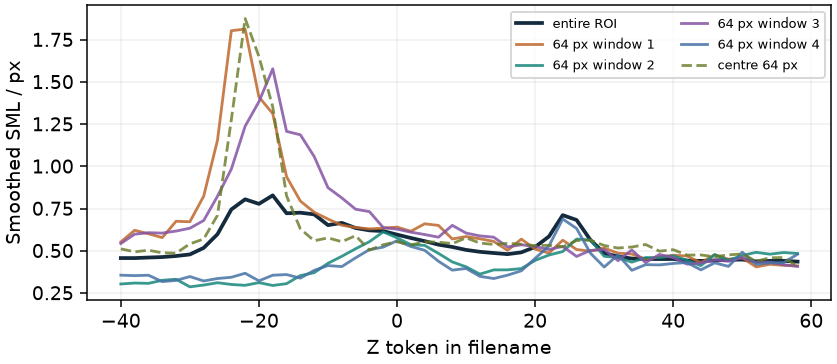 entire ROI
64 px window 1
64 px window 2
64 px window 3
64 px window 4
centre 64 px
Smoothed SML / px
1.75
1.50
1.25
1.00
0.75
0.50
0.25
−40
−20
0
20
40
60
Z token in filename